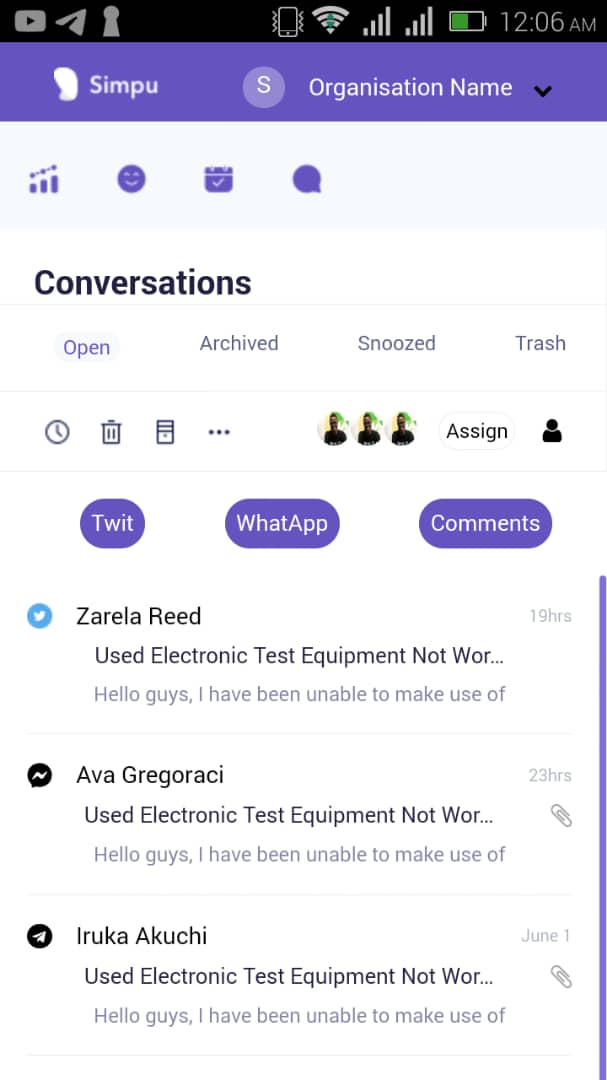 12:06 AM
Simpu
S Organisation Name
Conversations
Open Archived Snoozed Trash
Assign
Twit WhatApp Comments
Zarela Reed 19hrs
Used Electronic Test Equipment Not Wor...
Hello guys, I have been unable to make use of
Ava Gregoraci 23hrs
Used Electronic Test Equipment Not Wor...
Hello guys, I have been unable to make use of
Iruka Akuchi June 1
Used Electronic Test Equipment Not Wor...
Hello guys, I have been unable to make use of